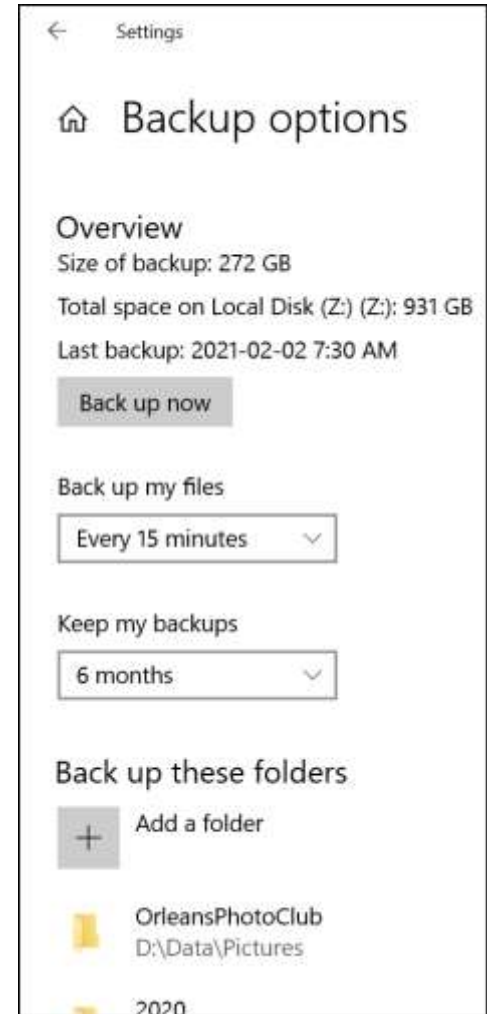 Settings
Backup options
Overview
Size of backup: 272 GB
Total space on Local Disk (Z:) (Z:): 931 GB
Last backup: 2021-02-02 7:30 AM
Back up now
Back up my files
Every 15 minutes
Keep my backups
6 months
Back up these folders
Add a folder
OrleansPhotoClub
D:\Data\Pictures
2020